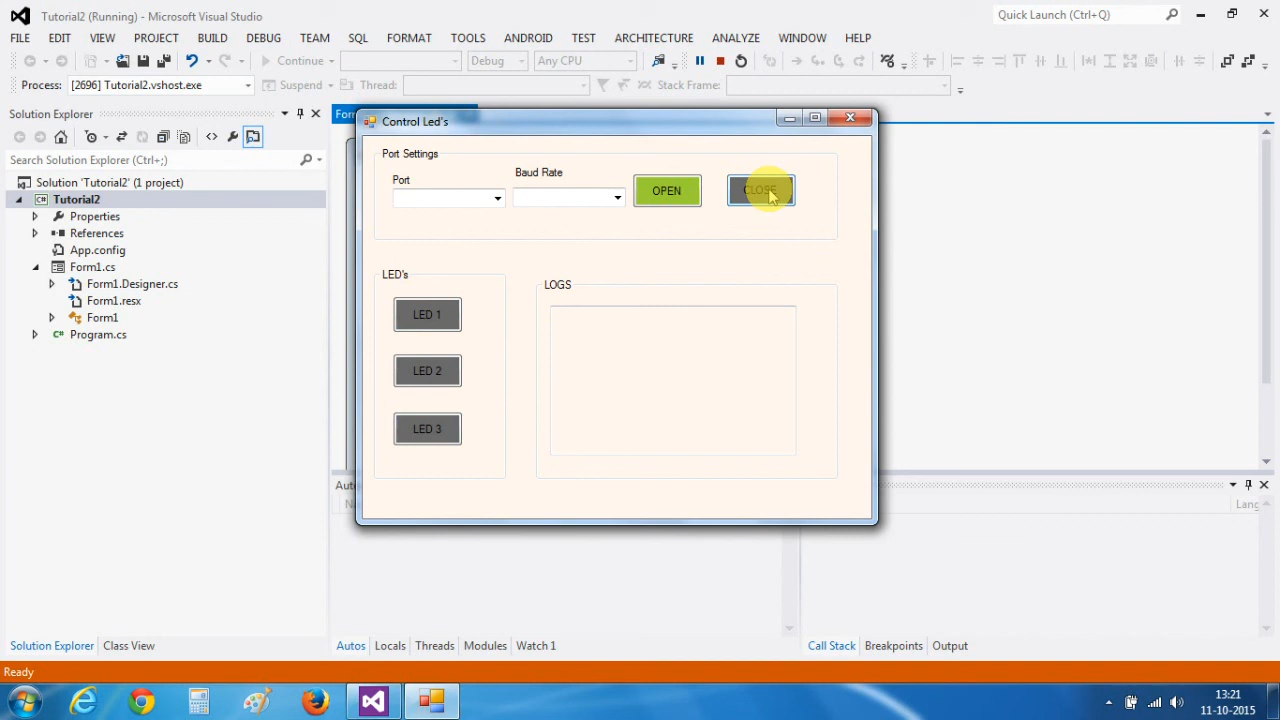 Tutorial2 (Running) - Microsoft Visual Studio
Quick Launch (Ctrl+Q)
FILE EDIT VIEW PROJECT BUILD DEBUG TEAM SQL FORMAT TOOLS ANDROID TEST ARCHITECTURE ANALYZE WINDOW HELP
Continue Debug Any CPU
Process: [2696] Tutorial2.vshost.exe Suspend Thread: Stack Frame:
Solution Explorer
Search Solution Explorer (Ctrl+;)
Solution 'Tutorial2' (1 project)
Tutorial2
Properties
References
App.config
Form1.cs
Form1.Designer.cs
Form1.resx
Form1
Program.cs
Control Led's
Port Settings
Port
Baud Rate
OPEN
CLOSE
LED's
LED 1
LED 2
LED 3
LOGS
Solution Explorer Class View
Autos Locals Threads Modules Watch 1
Call Stack Breakpoints Output
Ready
13:21
11-10-2015